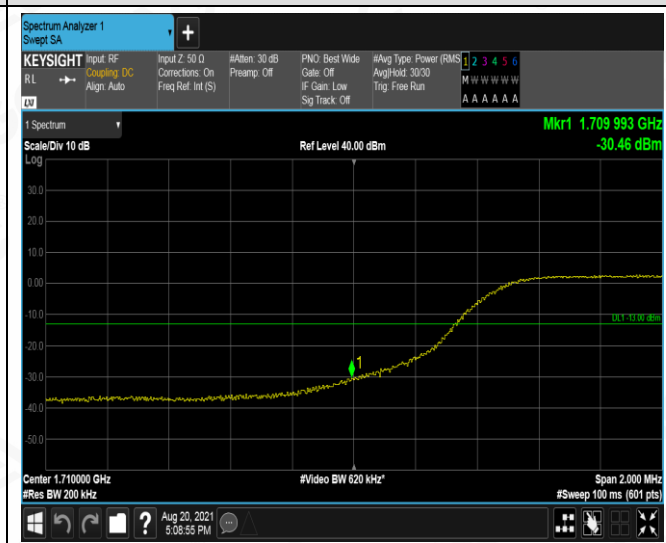 Spectrum Analyzer 1
Swept SA
+
KEYSIGHT Input: RF Input Z: 50 Ω #Atten: 30 dB PNO: Best Wide #Avg Type: Power (RMS 1 2 3 4 5 6
RL Coupling: DC Corrections: On Preamp: Off Gate: Off Avg|Hold: 30/30 M W W W W W
Align: Auto Freq Ref: Int (S) IF Gain: Low Trig: Free Run
LXI Sig Track: Off A A A A A A
1 Spectrum Mkr1 1.709 993 GHz
Scale/Div 10 dB Ref Level 40.00 dBm -30.46 dBm
Log
30.0
20.0
10.0
0.00
-10.0
DL1 -13.00 dBm
-20.0
1
-30.0
-40.0
-50.0
Center 1.710000 GHz #Video BW 620 kHz* Span 2.000 MHz
#Res BW 200 kHz #Sweep 100 ms (601 pts)
? Aug 20, 2021
5:08:55 PM